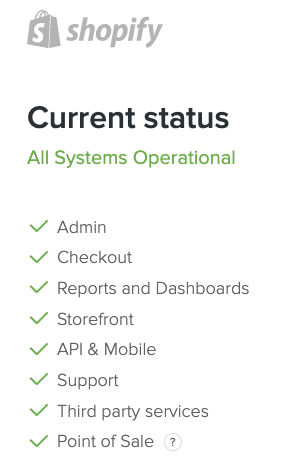 shopify
Current status
All Systems Operational
Admin
Checkout
Reports and Dashboards
Storefront
API & Mobile
Support
Third party services
Point of Sale ?